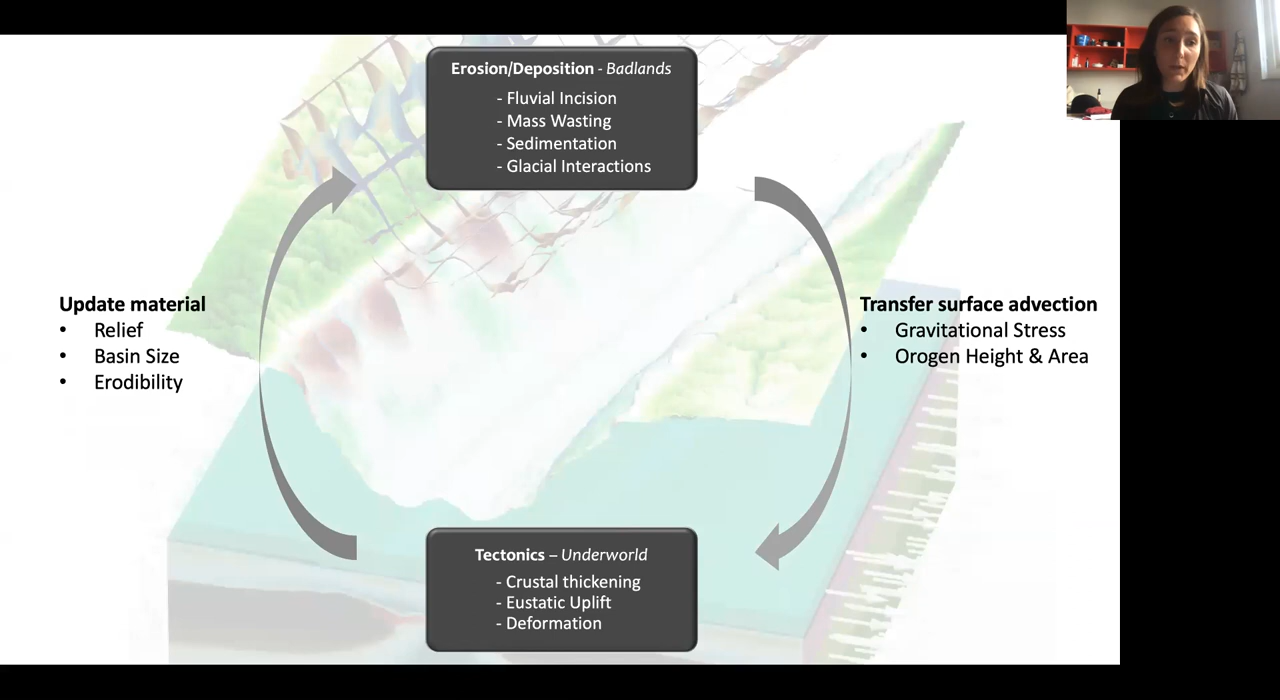 Erosion/Deposition - Badlands
- Fluvial Incision
- Mass Wasting
- Sedimentation
- Glacial Interactions
Update material
• Relief
• Basin Size
• Erodibility
Transfer surface advection
• Gravitational Stress
• Orogen Height & Area
Tectonics – Underworld
- Crustal thickening
- Eustatic Uplift
- Deformation